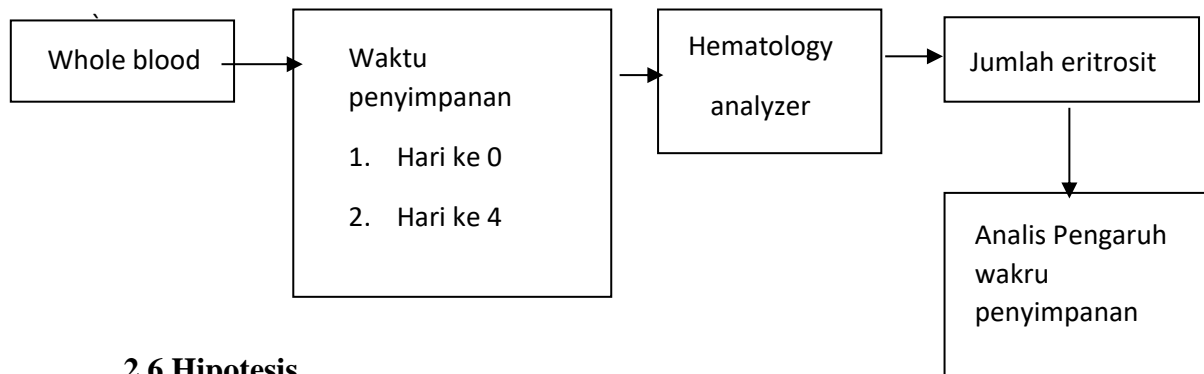 `
Whole blood
Waktu
penyimpanan
1. Hari ke 0
2. Hari ke 4
Hematology
analyzer
Jumlah eritrosit
Analis Pengaruh
wakru
penyimpanan
2.6 Hipotesis